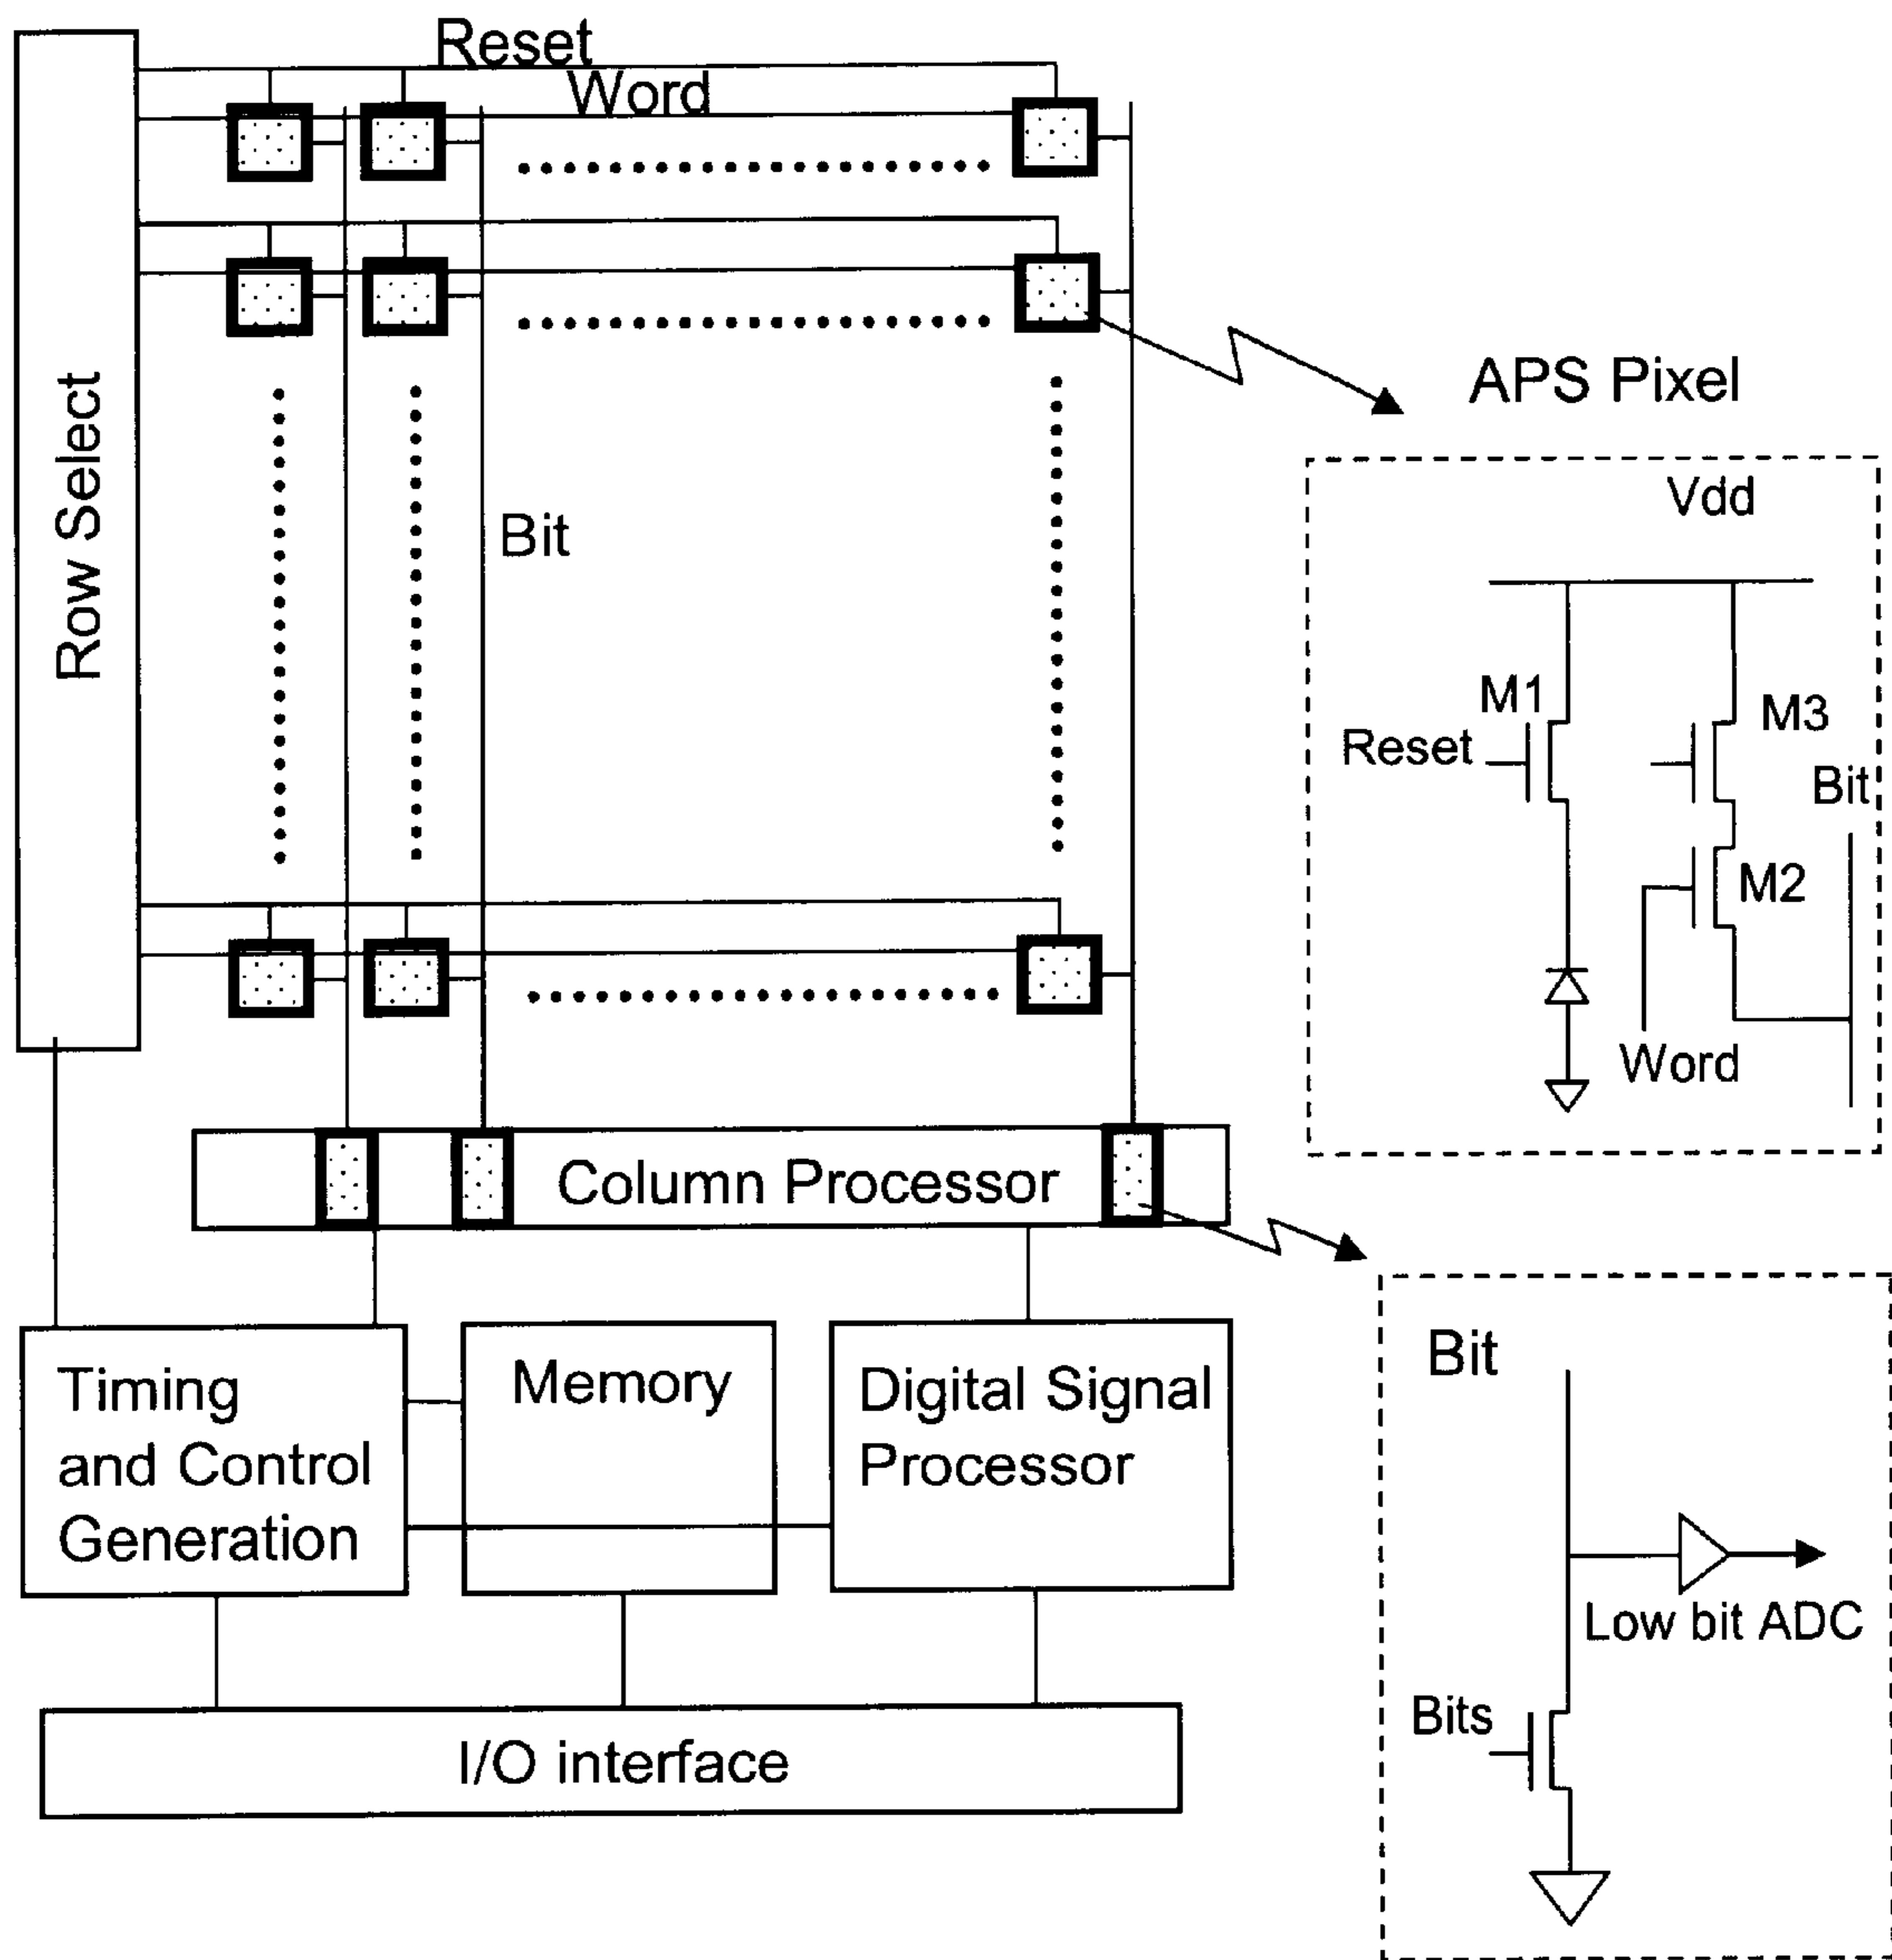 Reset
Word
Row Select
Bit
APS Pixel
Vdd
M1
M3
Reset
Bit
M2
Word
Column Processor
Timing
and Control
Generation
Memory
Digital Signal
Processor
Bit
Low bit ADC
Bits
I/O interface